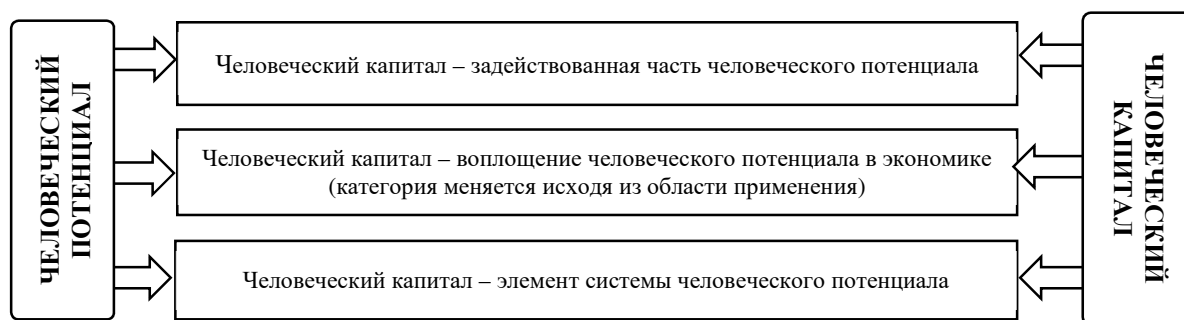 ЧЕЛОВЕЧЕСКИЙ
ПОТЕНЦИАЛ
Человеческий капитал – задействованная часть человеческого потенциала
Человеческий капитал – воплощение человеческого потенциала в экономике
(категория меняется исходя из области применения)
Человеческий капитал – элемент системы человеческого потенциала
ЧЕЛОВЕЧЕСКИЙ
КАПИТАЛ